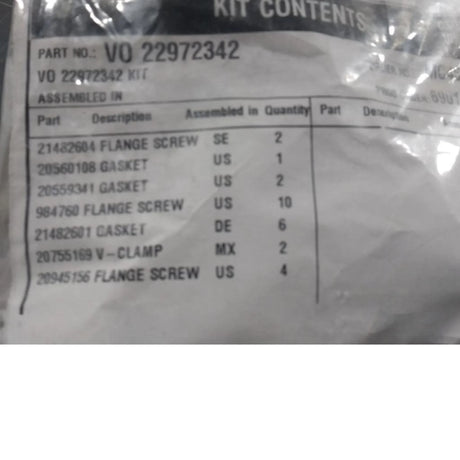 KIT CONTENTS
PART NO.: VO 22972342
VO 22972342 KIT
ASSEMBLED IN
Part Description Assembled in Quantity Part Description
21482604 FLANGE SCREW SE 2
20560108 GASKET US 1
20559341 GASKET US 2
984760 FLANGE SCREW US 10
21482601 GASKET DE 6
20755169 V-CLAMP MX 2
20945156 FLANGE SCREW US 4